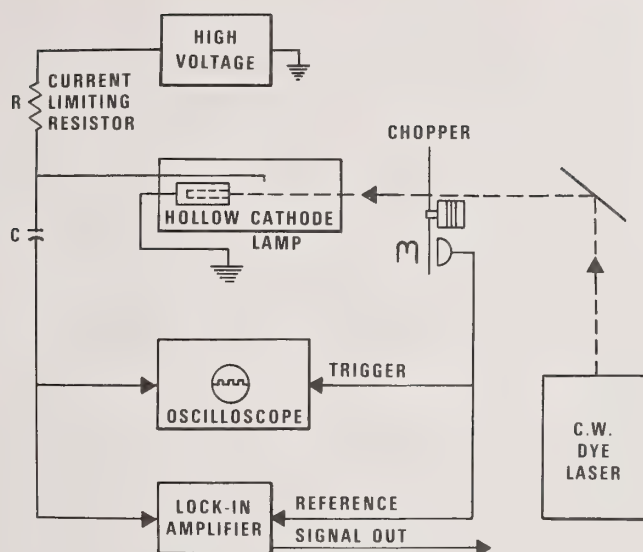 HIGH
VOLTAGE
R
CURRENT
LIMITING
RESISTOR
CHOPPER
HOLLOW CATHODE
LAMP
C
TRIGGER
OSCILLOSCOPE
C.W.
DYE
LASER
LOCK-IN
AMPLIFIER
REFERENCE
SIGNAL OUT